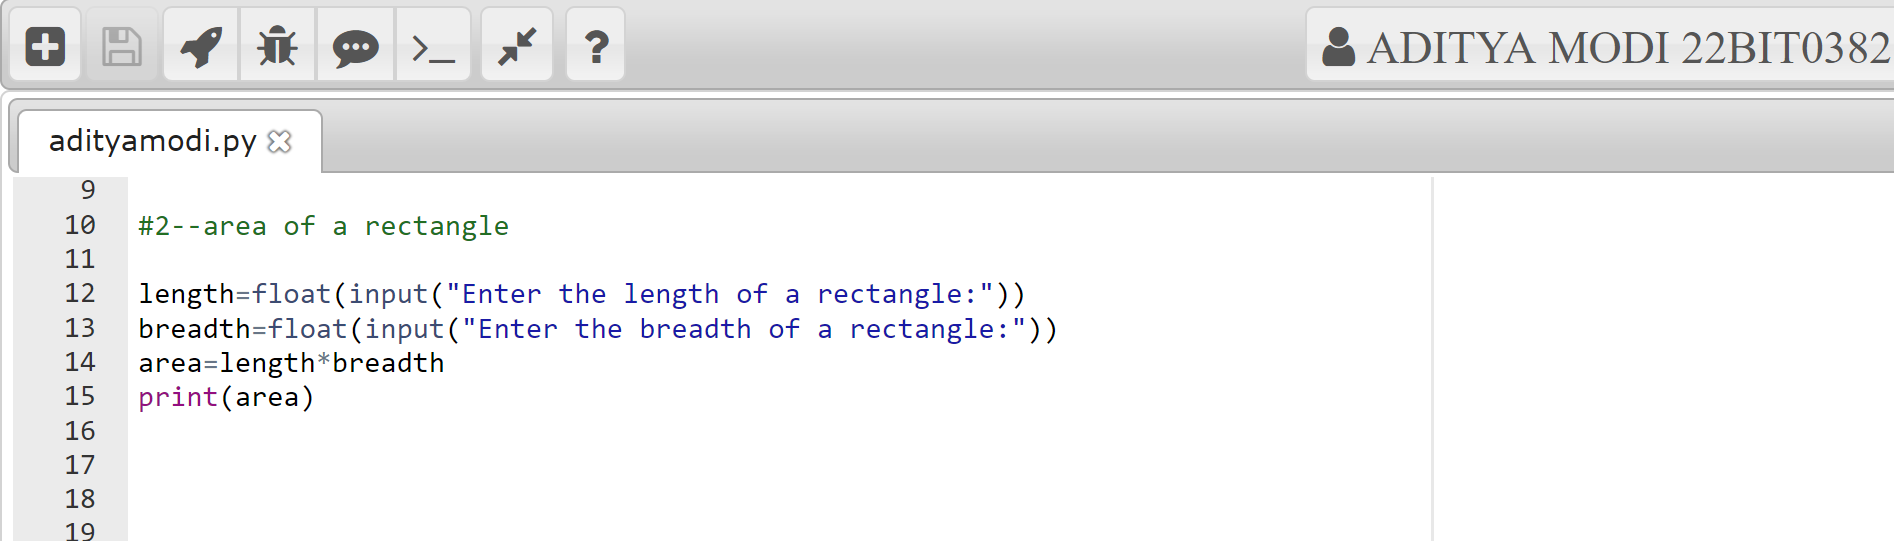 ADITYA MODI 22BIT0382
adityamodi.py
9
10 #2--area of a rectangle
11
12 length=float(input("Enter the length of a rectangle:"))
13 breadth=float(input("Enter the breadth of a rectangle:"))
14 area=length*breadth
15 print(area)
16
17
18
19